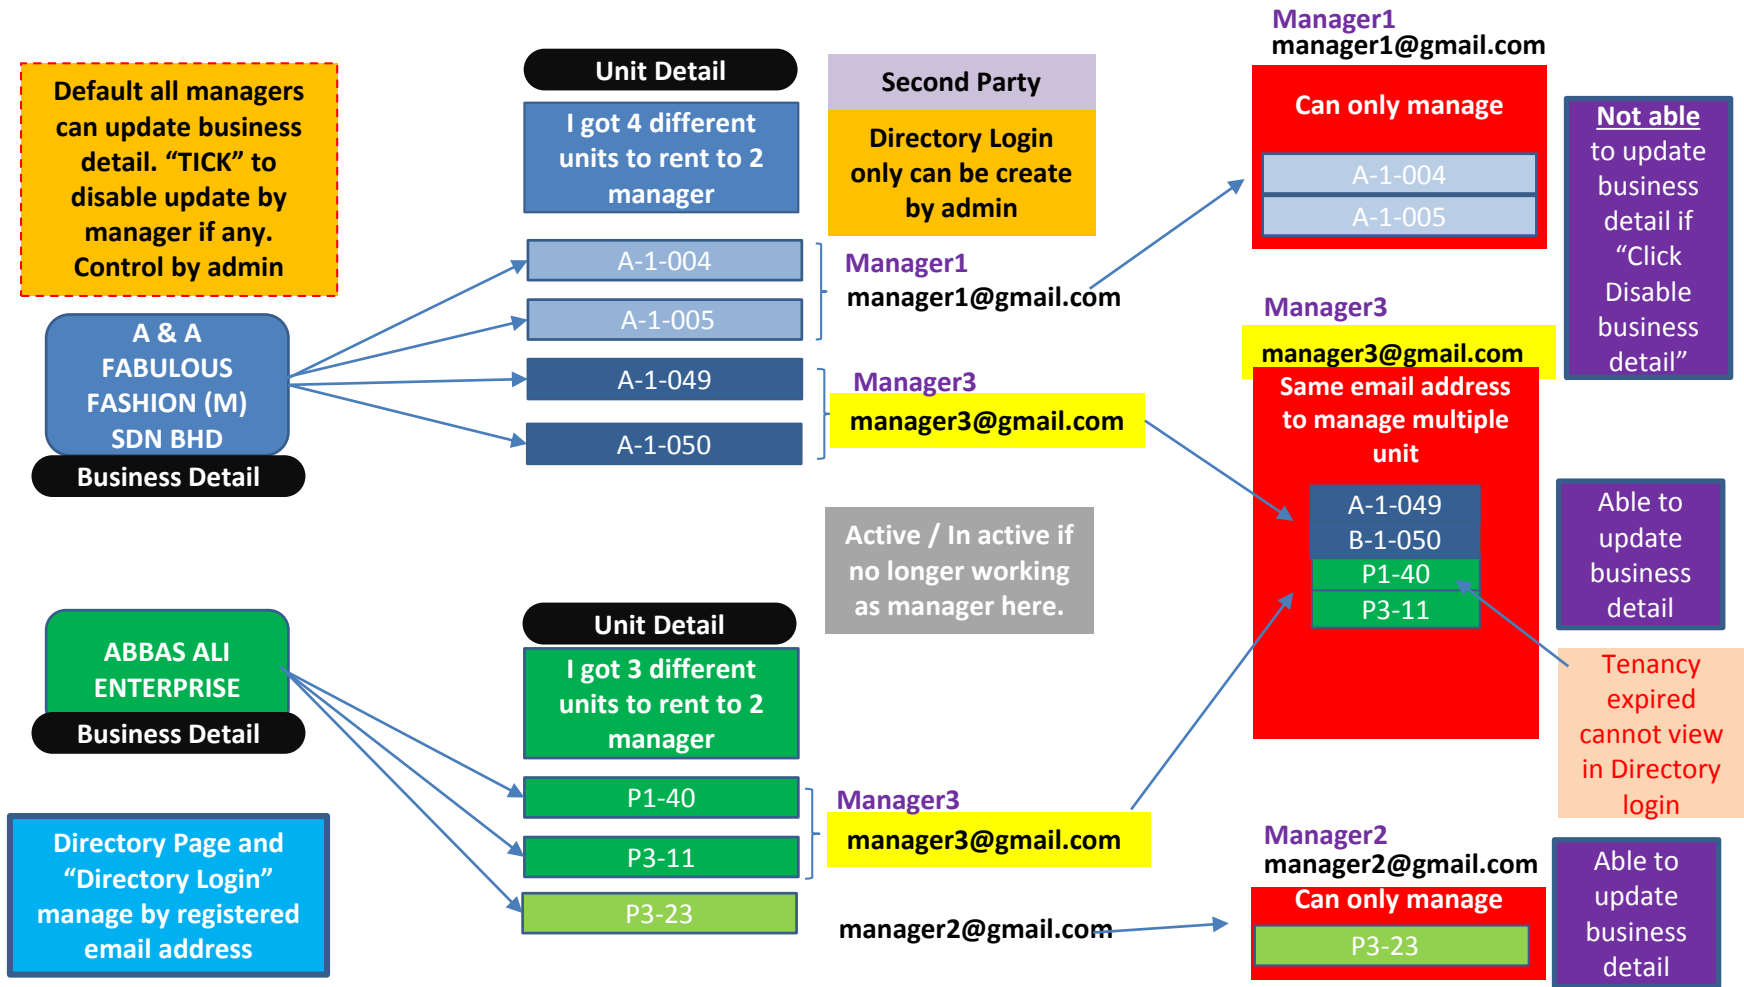 Default all managers
can update business
detail. “TICK” to
disable update by
manager if any.
Control by admin
A & A
FABULOUS
FASHION (M)
SDN BHD
Business Detail
ABBAS ALI
ENTERPRISE
Business Detail
Directory Page and
“Directory Login”
manage by registered
email address
Unit Detail
I got 4 different
units to rent to 2
manager
A-1-004
A-1-005
A-1-049
A-1-050
Unit Detail
I got 3 different
units to rent to 2
manager
P1-40
P3-11
P3-23
Second Party
Directory Login
only can be create
by admin
Manager1
manager1@gmail.com
Manager3
manager3@gmail.com
Active / In active if
no longer working
as manager here.
Manager3
manager3@gmail.com
manager2@gmail.com
Manager1
manager1@gmail.com
Can only manage
A-1-004
A-1-005
Manager3
manager3@gmail.com
Same email address
to manage multiple
unit
A-1-049
B-1-050
P1-40
P3-11
Manager2
manager2@gmail.com
Can only manage
P3-23
Not able
to update
business
detail if
“Click
Disable
business
detail”
Able to
update
business
detail
Tenancy
expired
cannot view
in Directory
login
Able to
update
business
detail